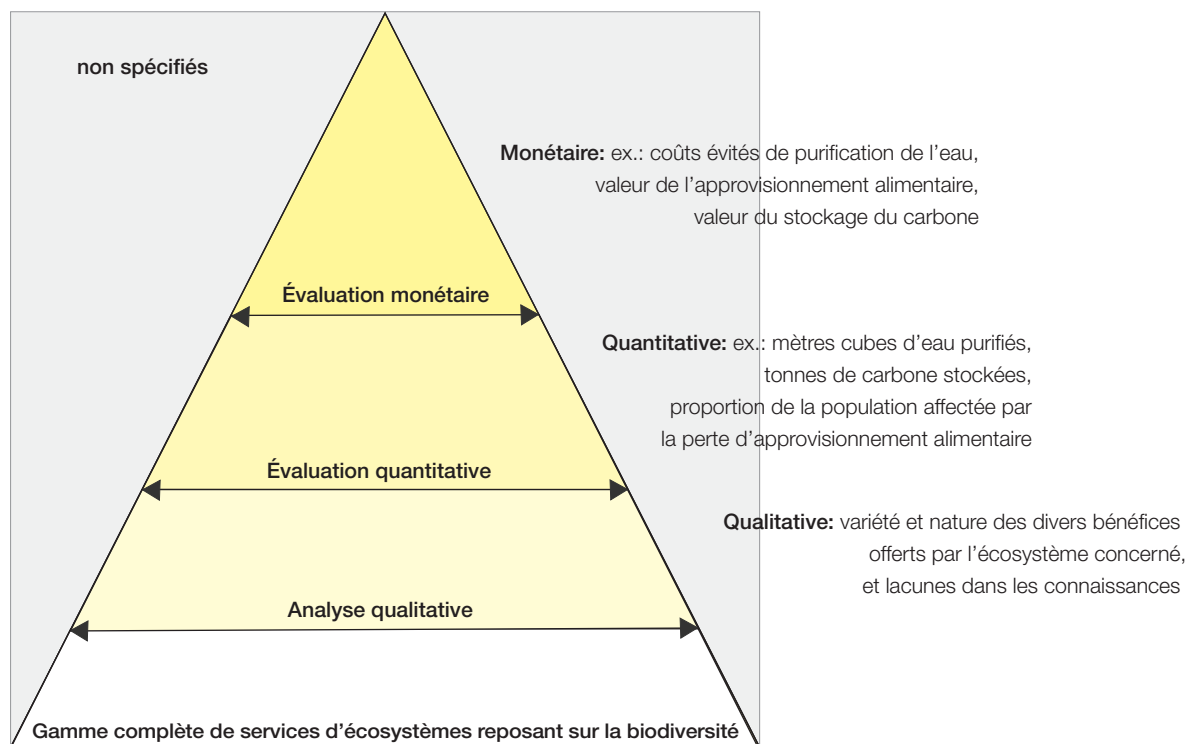 non spécifiés
Monétaire: ex.: coûts évités de purification de l’eau,
valeur de l’approvisionnement alimentaire,
valeur du stockage du carbone
Évaluation monétaire
Quantitative: ex.: mètres cubes d’eau purifiés,
tonnes de carbone stockées,
proportion de la population affectée par
la perte d’approvisionnement alimentaire
Évaluation quantitative
Qualitative: variété et nature des divers bénéfices
offerts par l’écosystème concerné,
et lacunes dans les connaissances
Analyse qualitative
Gamme complète de services d’écosystèmes reposant sur la biodiversité